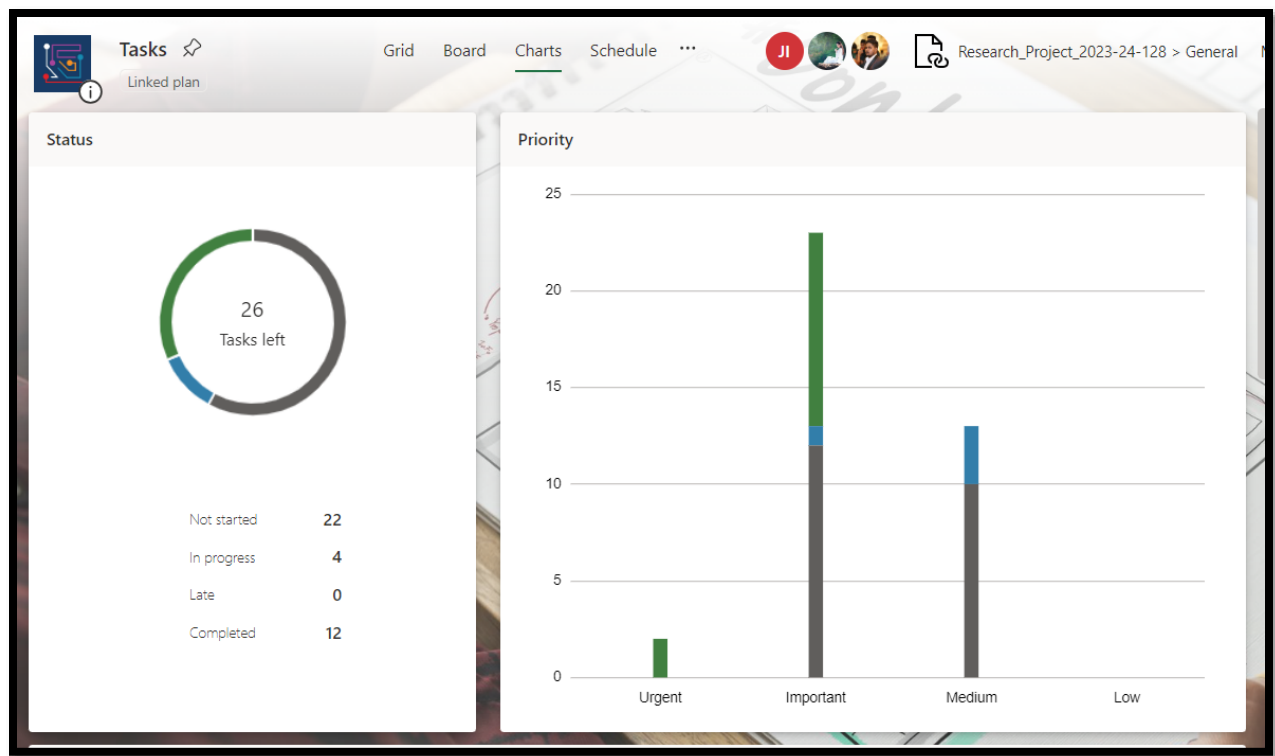 Tasks
Linked plan
Grid Board Charts Schedule ···
JI
Research_Project_2023-24-128 > General
Status
26
Tasks left
Not started 22
In progress 4
Late 0
Completed 12
Priority
25
20
15
10
5
0
Urgent Important Medium Low